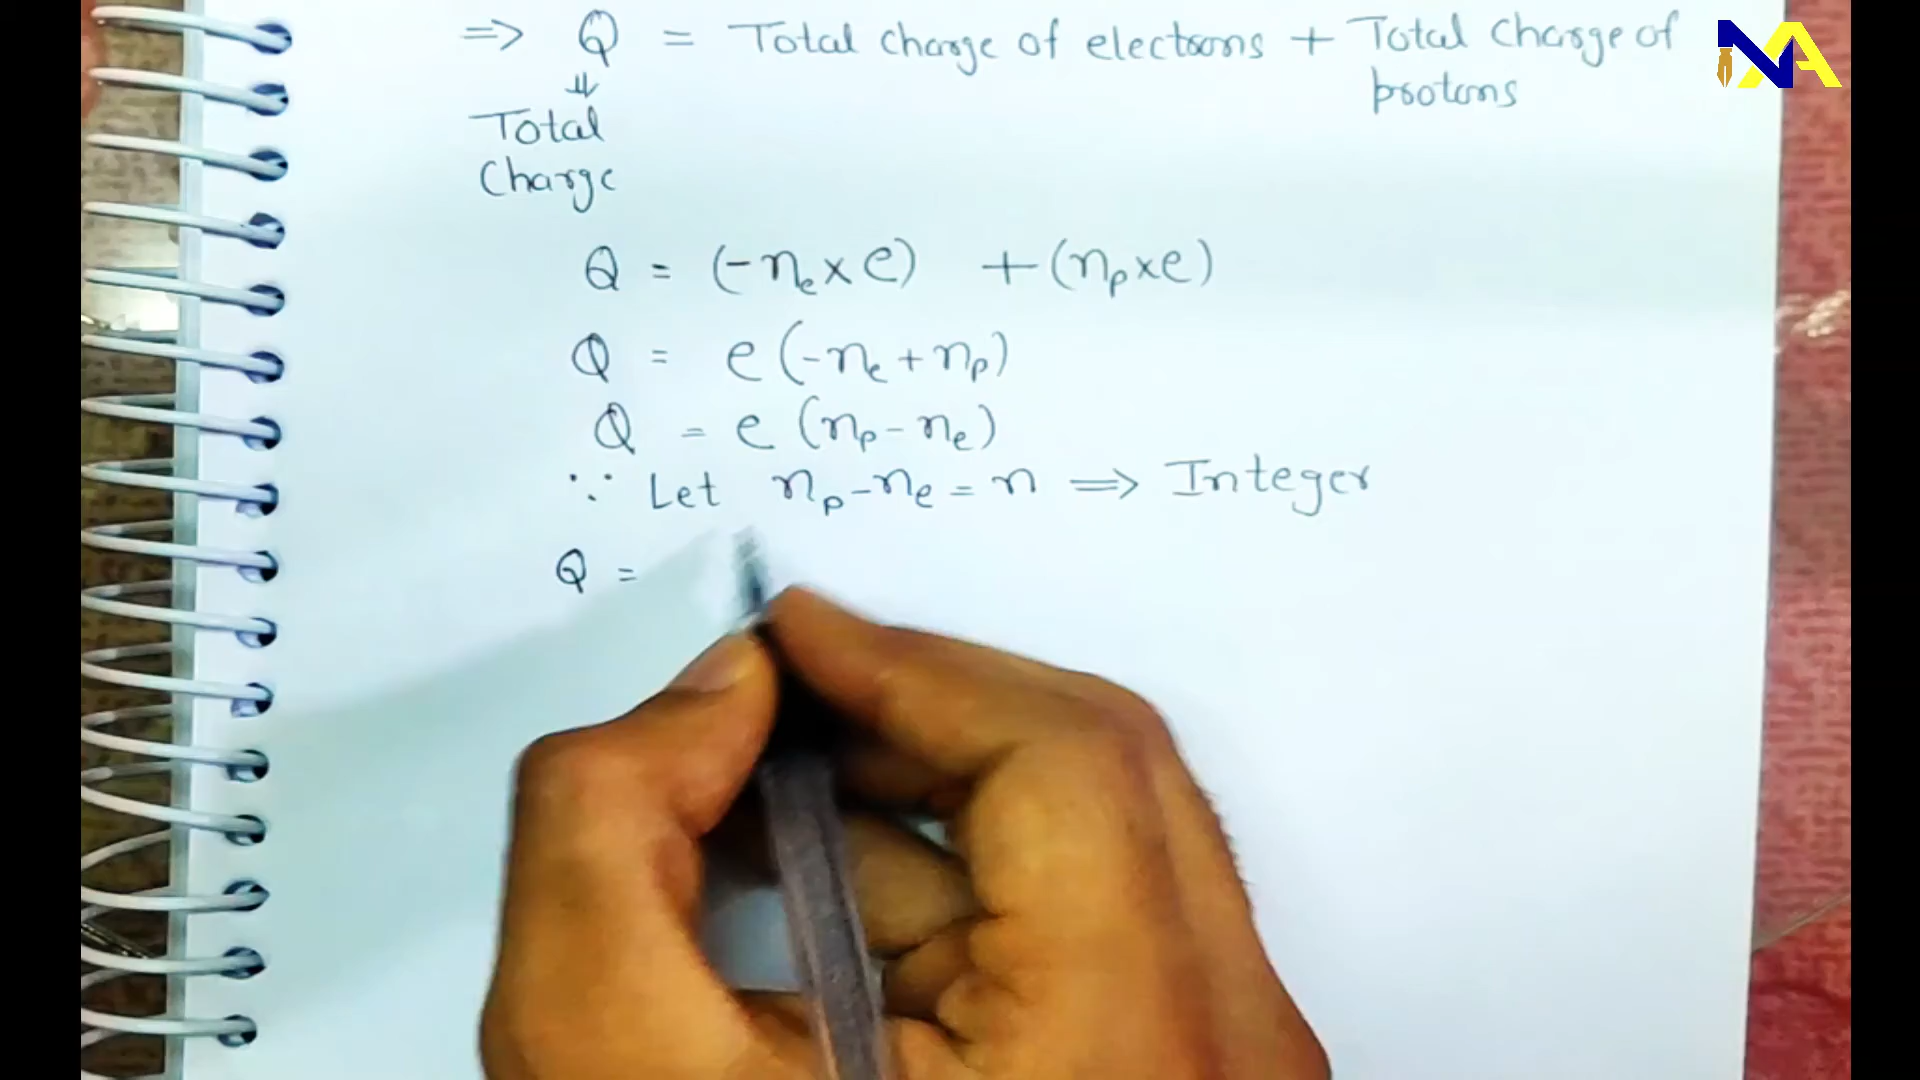 ⇒ Q = Total charge of electrons + Total charge of protons
⇓
Total
Charge
Q = (-nₑ×e) + (nₚ×e)
Q = e(-nₑ+nₚ)
Q = e (nₚ-nₑ)
∵ Let nₚ-nₑ = n ⇒ Integer
Q =
NA